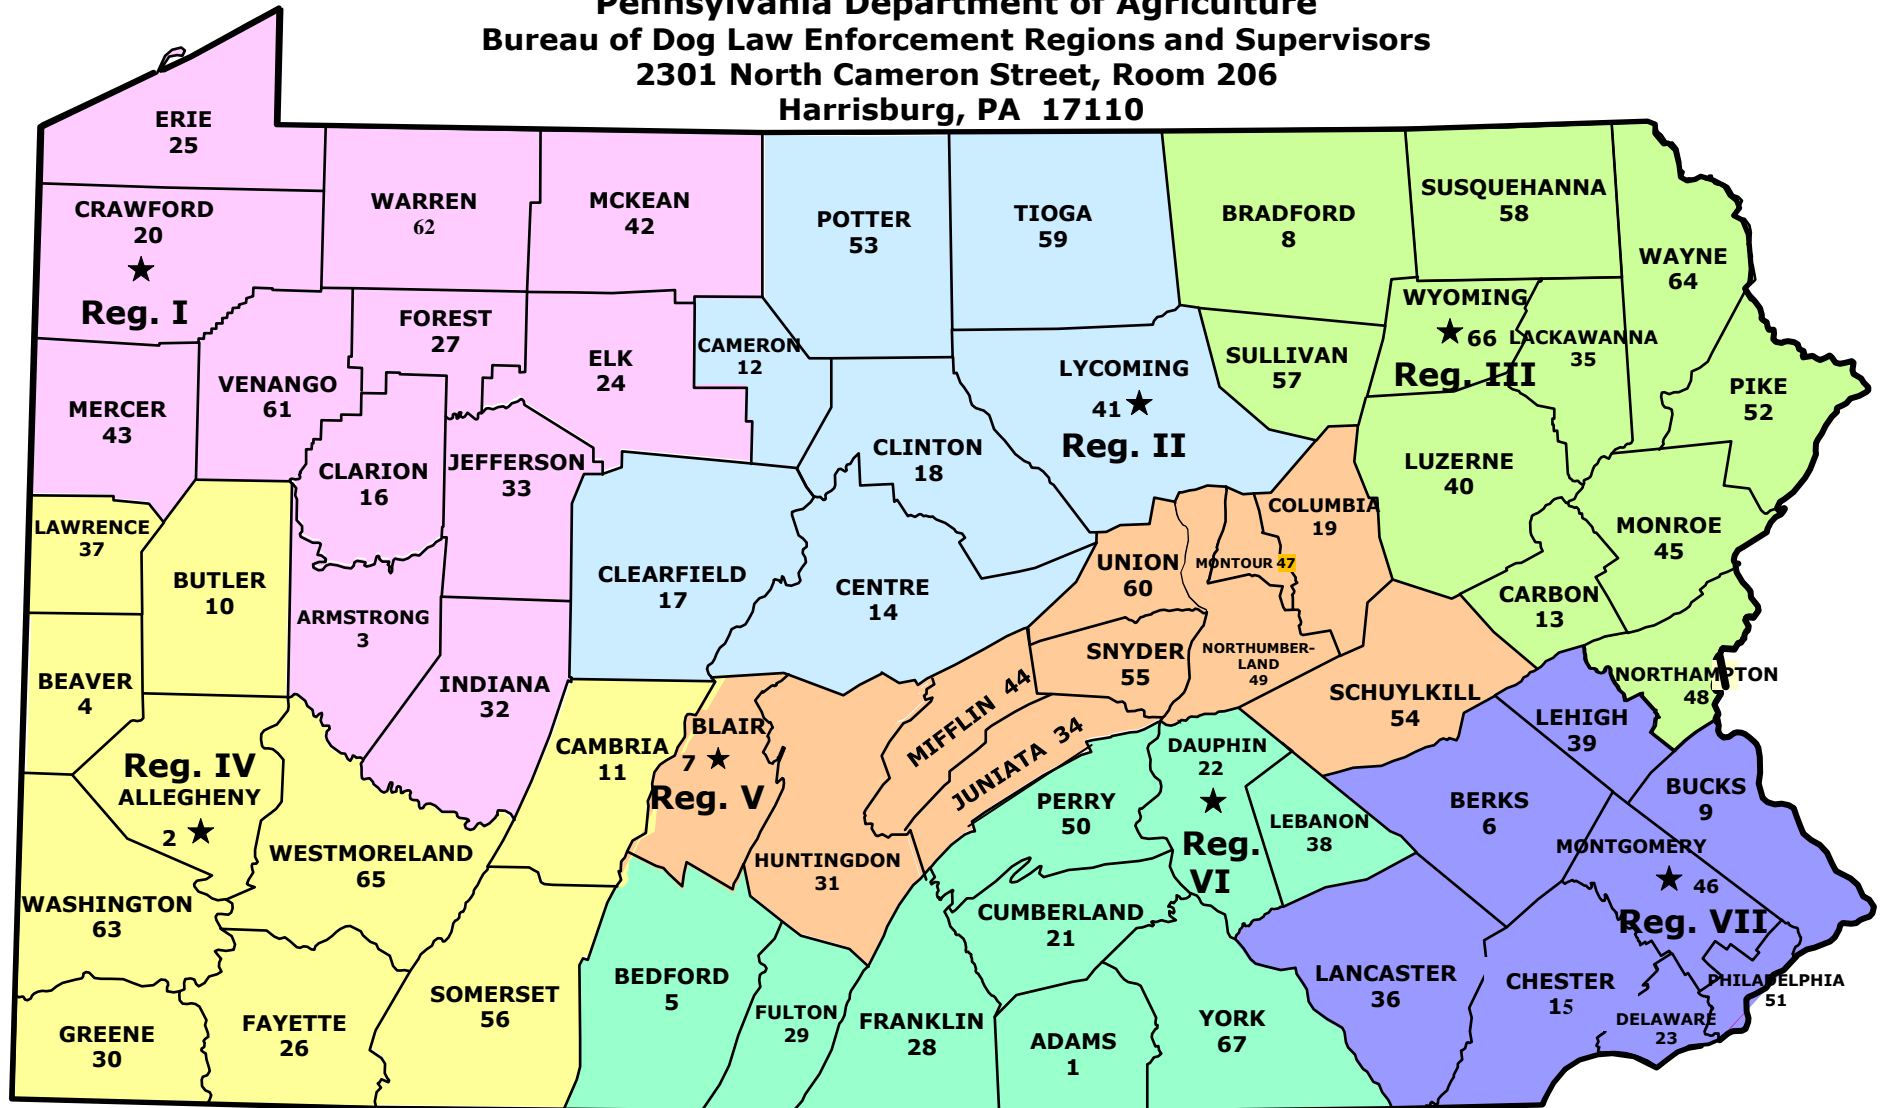 Pennsylvania Department of Agriculture
Bureau of Dog Law Enforcement Regions and Supervisors
2301 North Cameron Street, Room 206
Harrisburg, PA 17110
ERIE
25
CRAWFORD
20
Reg. I
WARREN
62
MCKEAN
42
POTTER
53
TIOGA
59
BRADFORD
8
SUSQUEHANNA
58
WAYNE
64
WYOMING
66
Reg. III
LACKAWANNA
35
FOREST
27
ELK
24
CAMERON
12
LYCOMING
41
Reg. II
SULLIVAN
57
PIKE
52
MERCER
43
VENANGO
61
CLARION
16
JEFFERSON
33
CLINTON
18
LUZERNE
40
COLUMBIA
19
MONROE
45
LAWRENCE
37
BUTLER
10
ARMSTRONG
3
CLEARFIELD
17
CENTRE
14
UNION
60
MONTOUR 47
CARBON
13
SNYDER
55
NORTHUMBER-
LAND
49
NORTHAMPTON
48
BEAVER
4
INDIANA
32
SCHUYLKILL
54
LEHIGH
39
MIFFLIN 44
JUNIATA 34
Reg. IV
ALLEGHENY
2
CAMBRIA
11
BLAIR
7
Reg. V
DAUPHIN
22
Reg.
VI
PERRY
50
LEBANON
38
BERKS
6
BUCKS
9
WESTMORELAND
65
HUNTINGDON
31
MONTGOMERY
46
Reg. VII
WASHINGTON
63
CUMBERLAND
21
BEDFORD
5
LANCASTER
36
CHESTER
15
PHILADELPHIA
51
GREENE
30
FAYETTE
26
SOMERSET
56
FULTON
29
FRANKLIN
28
ADAMS
1
YORK
67
DELAWARE
23